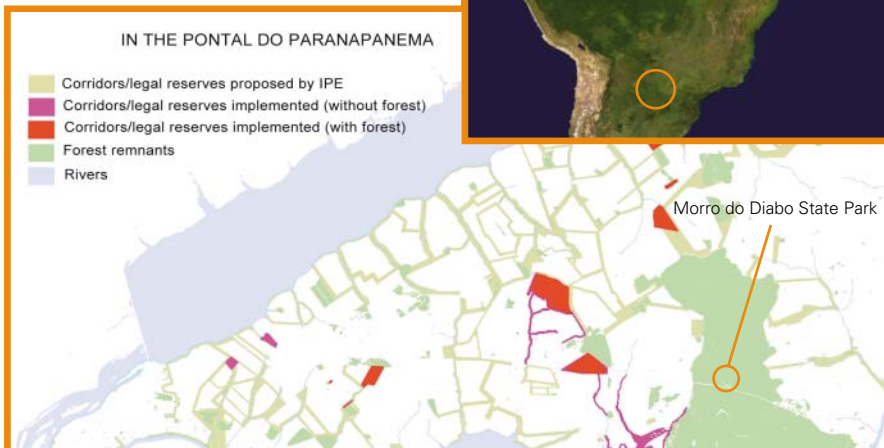 IN THE PONTAL DO PARANAPANEMA
Corridors/legal reserves proposed by IPE
Corridors/legal reserves implemented (without forest)
Corridors/legal reserves implemented (with forest)
Forest remnants
Rivers
Morro do Diabo State Park